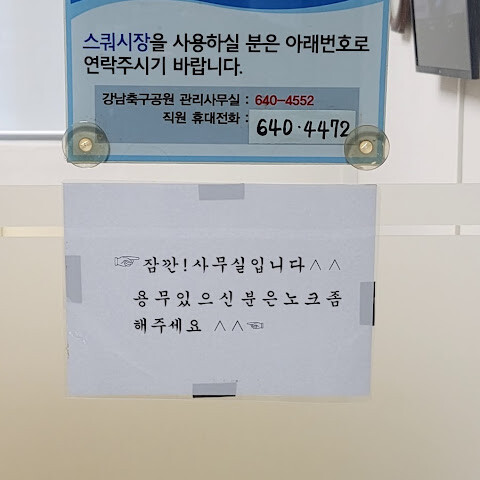 스쿼시장을 사용하실 분은 아래번호로
연락주시기 바랍니다.
강남축구공원 관리사무실 : 640-4552
직원 휴대전화 : 640·4472
☞잠깐!사무실입니다^^
용무있으신분은노크좀
해주세요 ^^☜